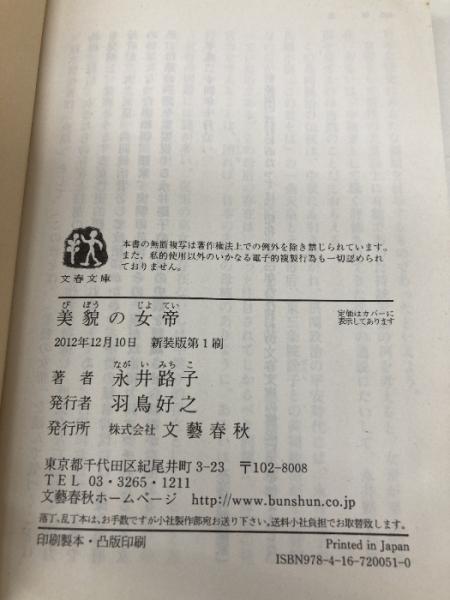 本書の無断複写は著作権法上での例外を除き禁じられています。
また、私的使用以外のいかなる電子的複製行為も一切認められ
ておりません。
文春文庫
び ぼう じよ てい
美貌の女帝
定価はカバーに
表示してあります
2012年12月10日 新装版第1刷
なが い みち こ
著 者 永井路子
発行者 羽鳥好之
発行所 株式会社 文藝春秋
東京都千代田区紀尾井町 3-23 〒102-8008
TEL 03・3265・1211
文藝春秋ホームページ http://www.bunshun.co.jp
落丁、乱丁本は、お手数ですが小社製作部宛お送り下さい。送料小社負担でお取替致します。
印刷製本・凸版印刷
Printed in Japan
ISBN978-4-16-720051-0